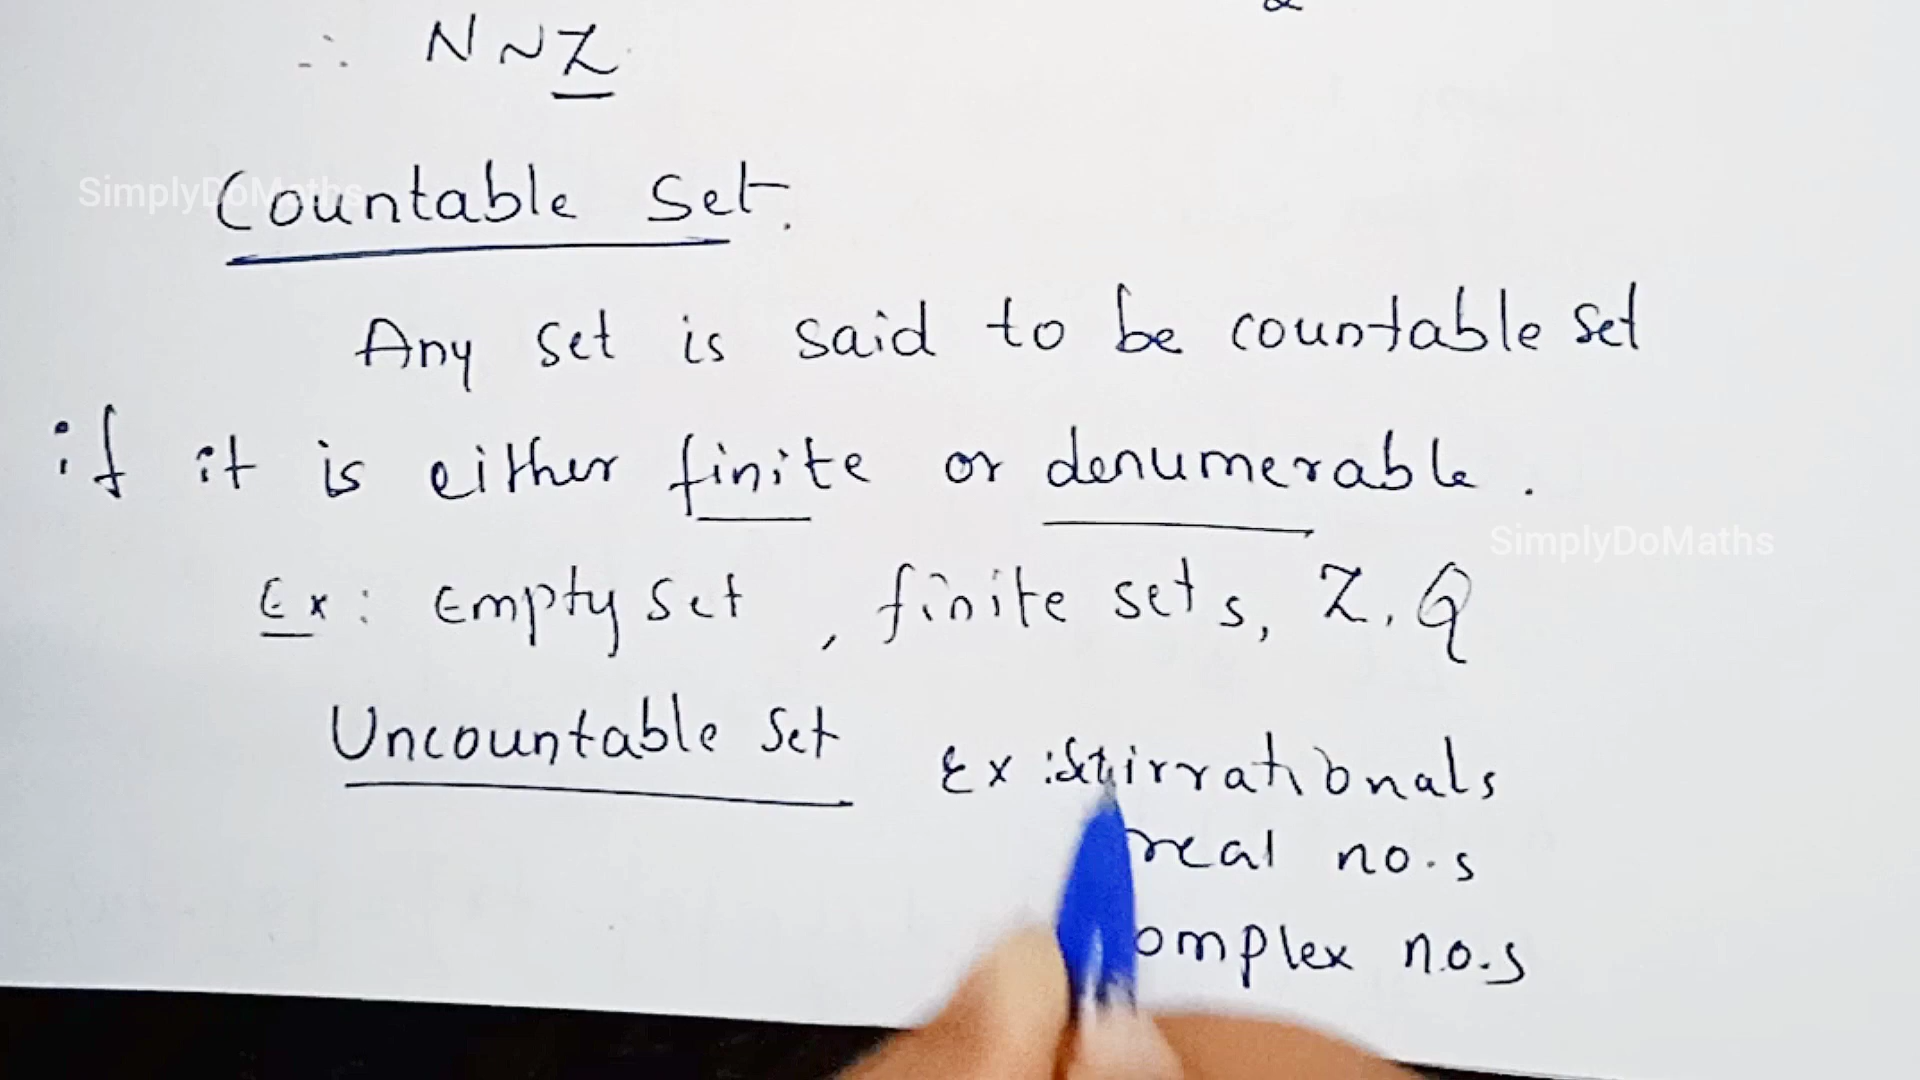 ∴ N ~ Z
Countable Set.
Any set is said to be countable set
if it is either finite or denumerable.
Ex: Empty set, finite sets, Z, Q
Uncountable Set
Ex: irrationals
real no.s
omplex no.s
SimplyDoMaths
SimplyDoMaths